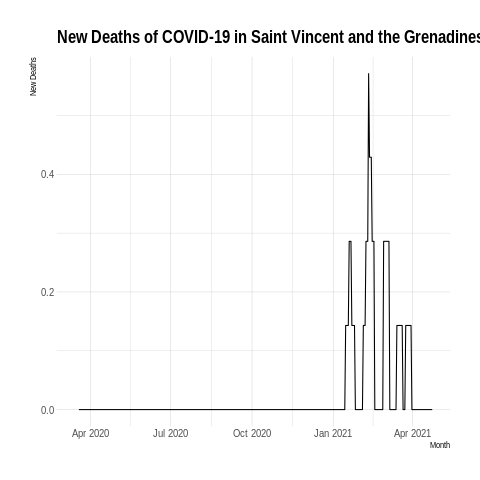 New Deaths of COVID-19 in Saint Vincent and the Grenadines
New Deaths
0.4
0.2
0.0
Apr 2020 Jul 2020 Oct 2020 Jan 2021 Apr 2021
Month